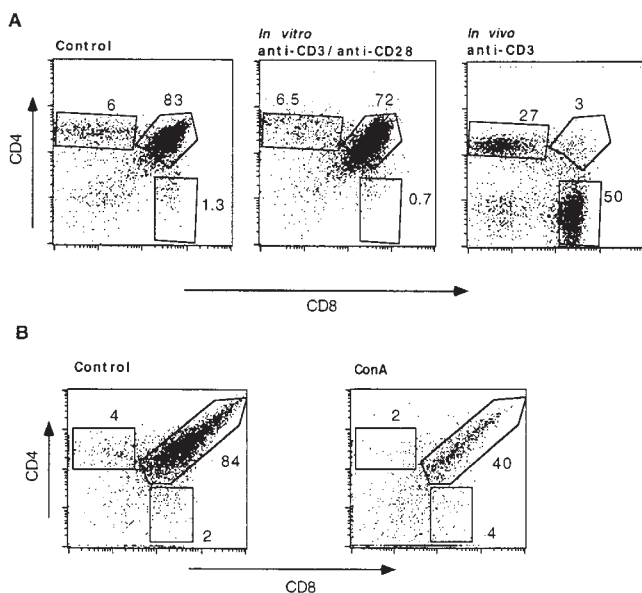 A
Control
In vitro
anti-CD3/anti-CD28
In vivo
anti-CD3
6
83
1.3
6.5
72
0.7
27
3
50
CD4
CD8
B
Control
ConA
4
84
2
2
40
4
CD4
CD8